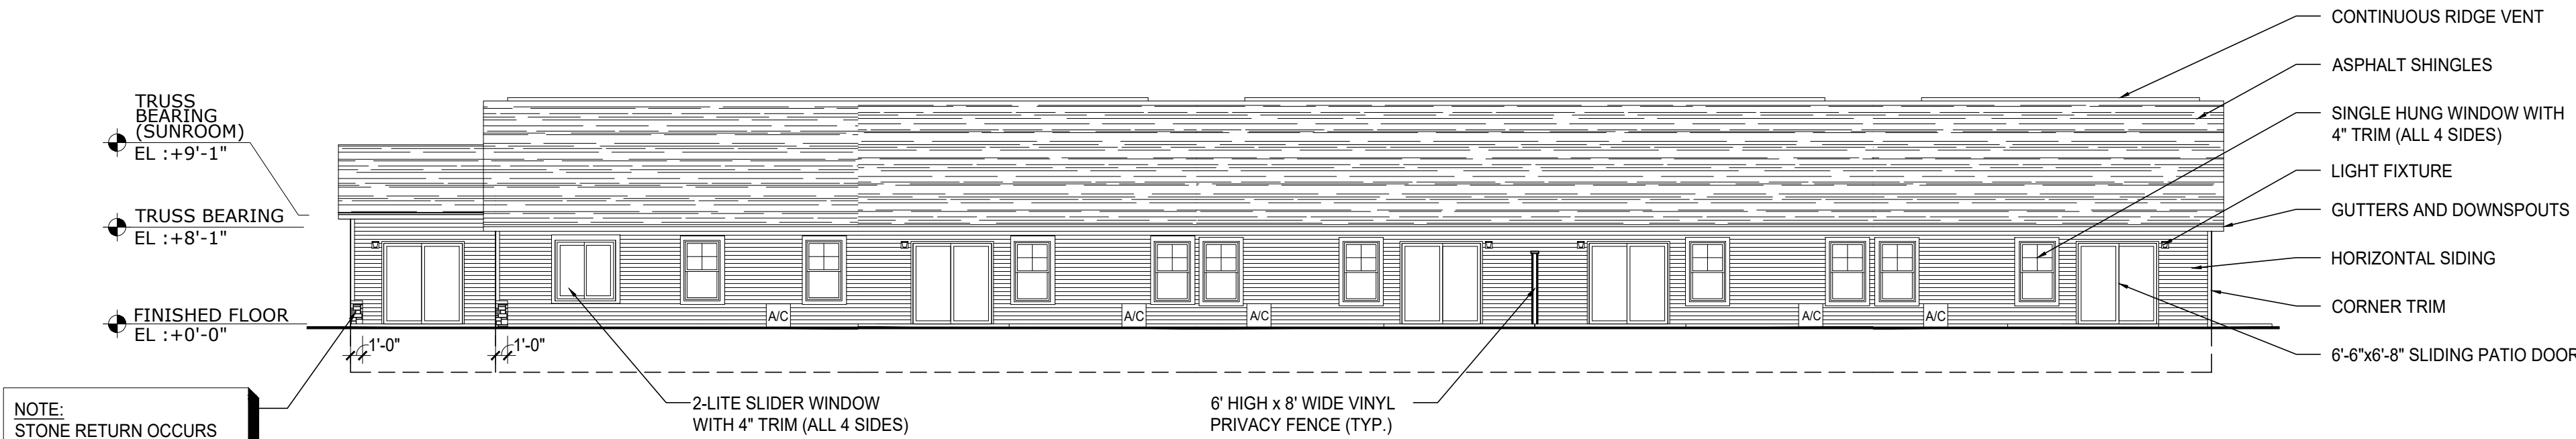 CONTINUOUS RIDGE VENT
ASPHALT SHINGLES
SINGLE HUNG WINDOW WITH
4" TRIM (ALL 4 SIDES)
LIGHT FIXTURE
GUTTERS AND DOWNSPOUTS
HORIZONTAL SIDING
CORNER TRIM
6'-6"x6'-8" SLIDING PATIO DOOR
TRUSS
BEARING
(SUNROOM)
EL :+9'-1"
TRUSS BEARING
EL :+8'-1"
FINISHED FLOOR
EL :+0'-0"
A/C
A/C
A/C
A/C
A/C
1'-0"
1'-0"
2-LITE SLIDER WINDOW
WITH 4" TRIM (ALL 4 SIDES)
6' HIGH x 8' WIDE VINYL
PRIVACY FENCE (TYP.)
NOTE:
STONE RETURN OCCURS